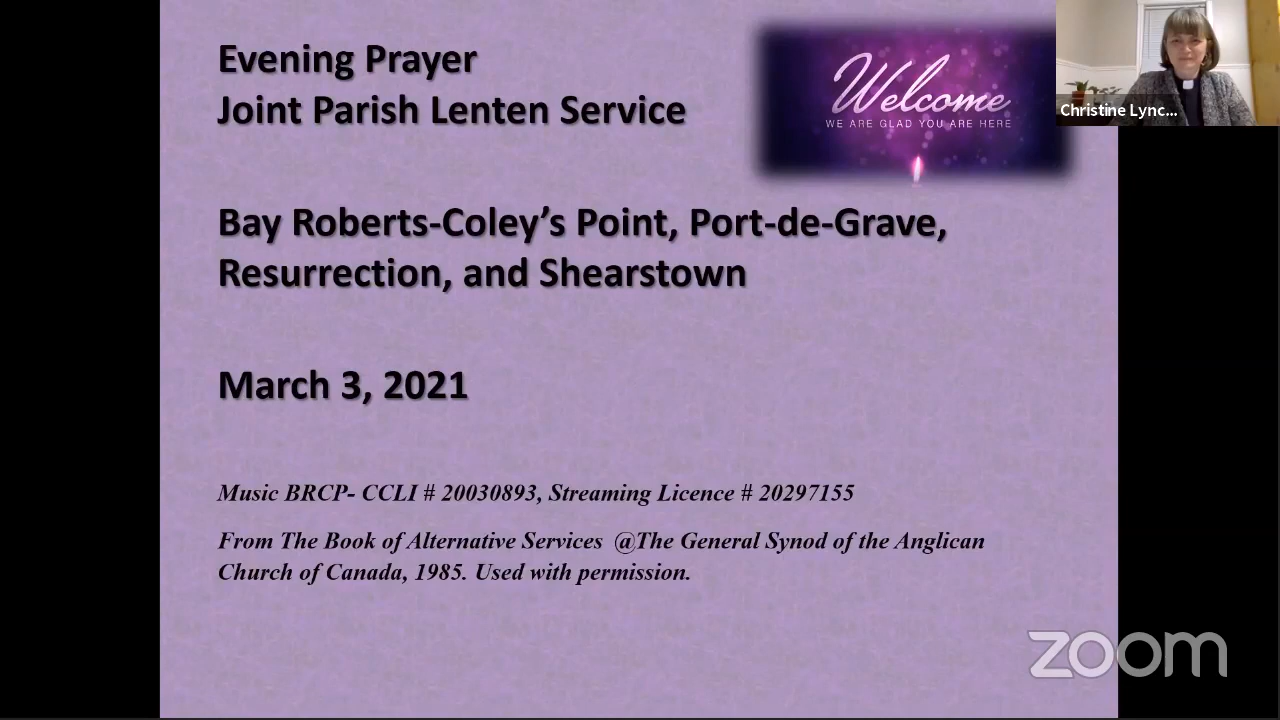 Evening Prayer
Joint Parish Lenten Service
Welcome
WE ARE GLAD YOU ARE HERE
Christine Lync...
Bay Roberts-Coley’s Point, Port-de-Grave,
Resurrection, and Shearstown
March 3, 2021
Music BRCP- CCLI # 20030893, Streaming Licence # 20297155
From The Book of Alternative Services @The General Synod of the Anglican
Church of Canada, 1985. Used with permission.
zoom